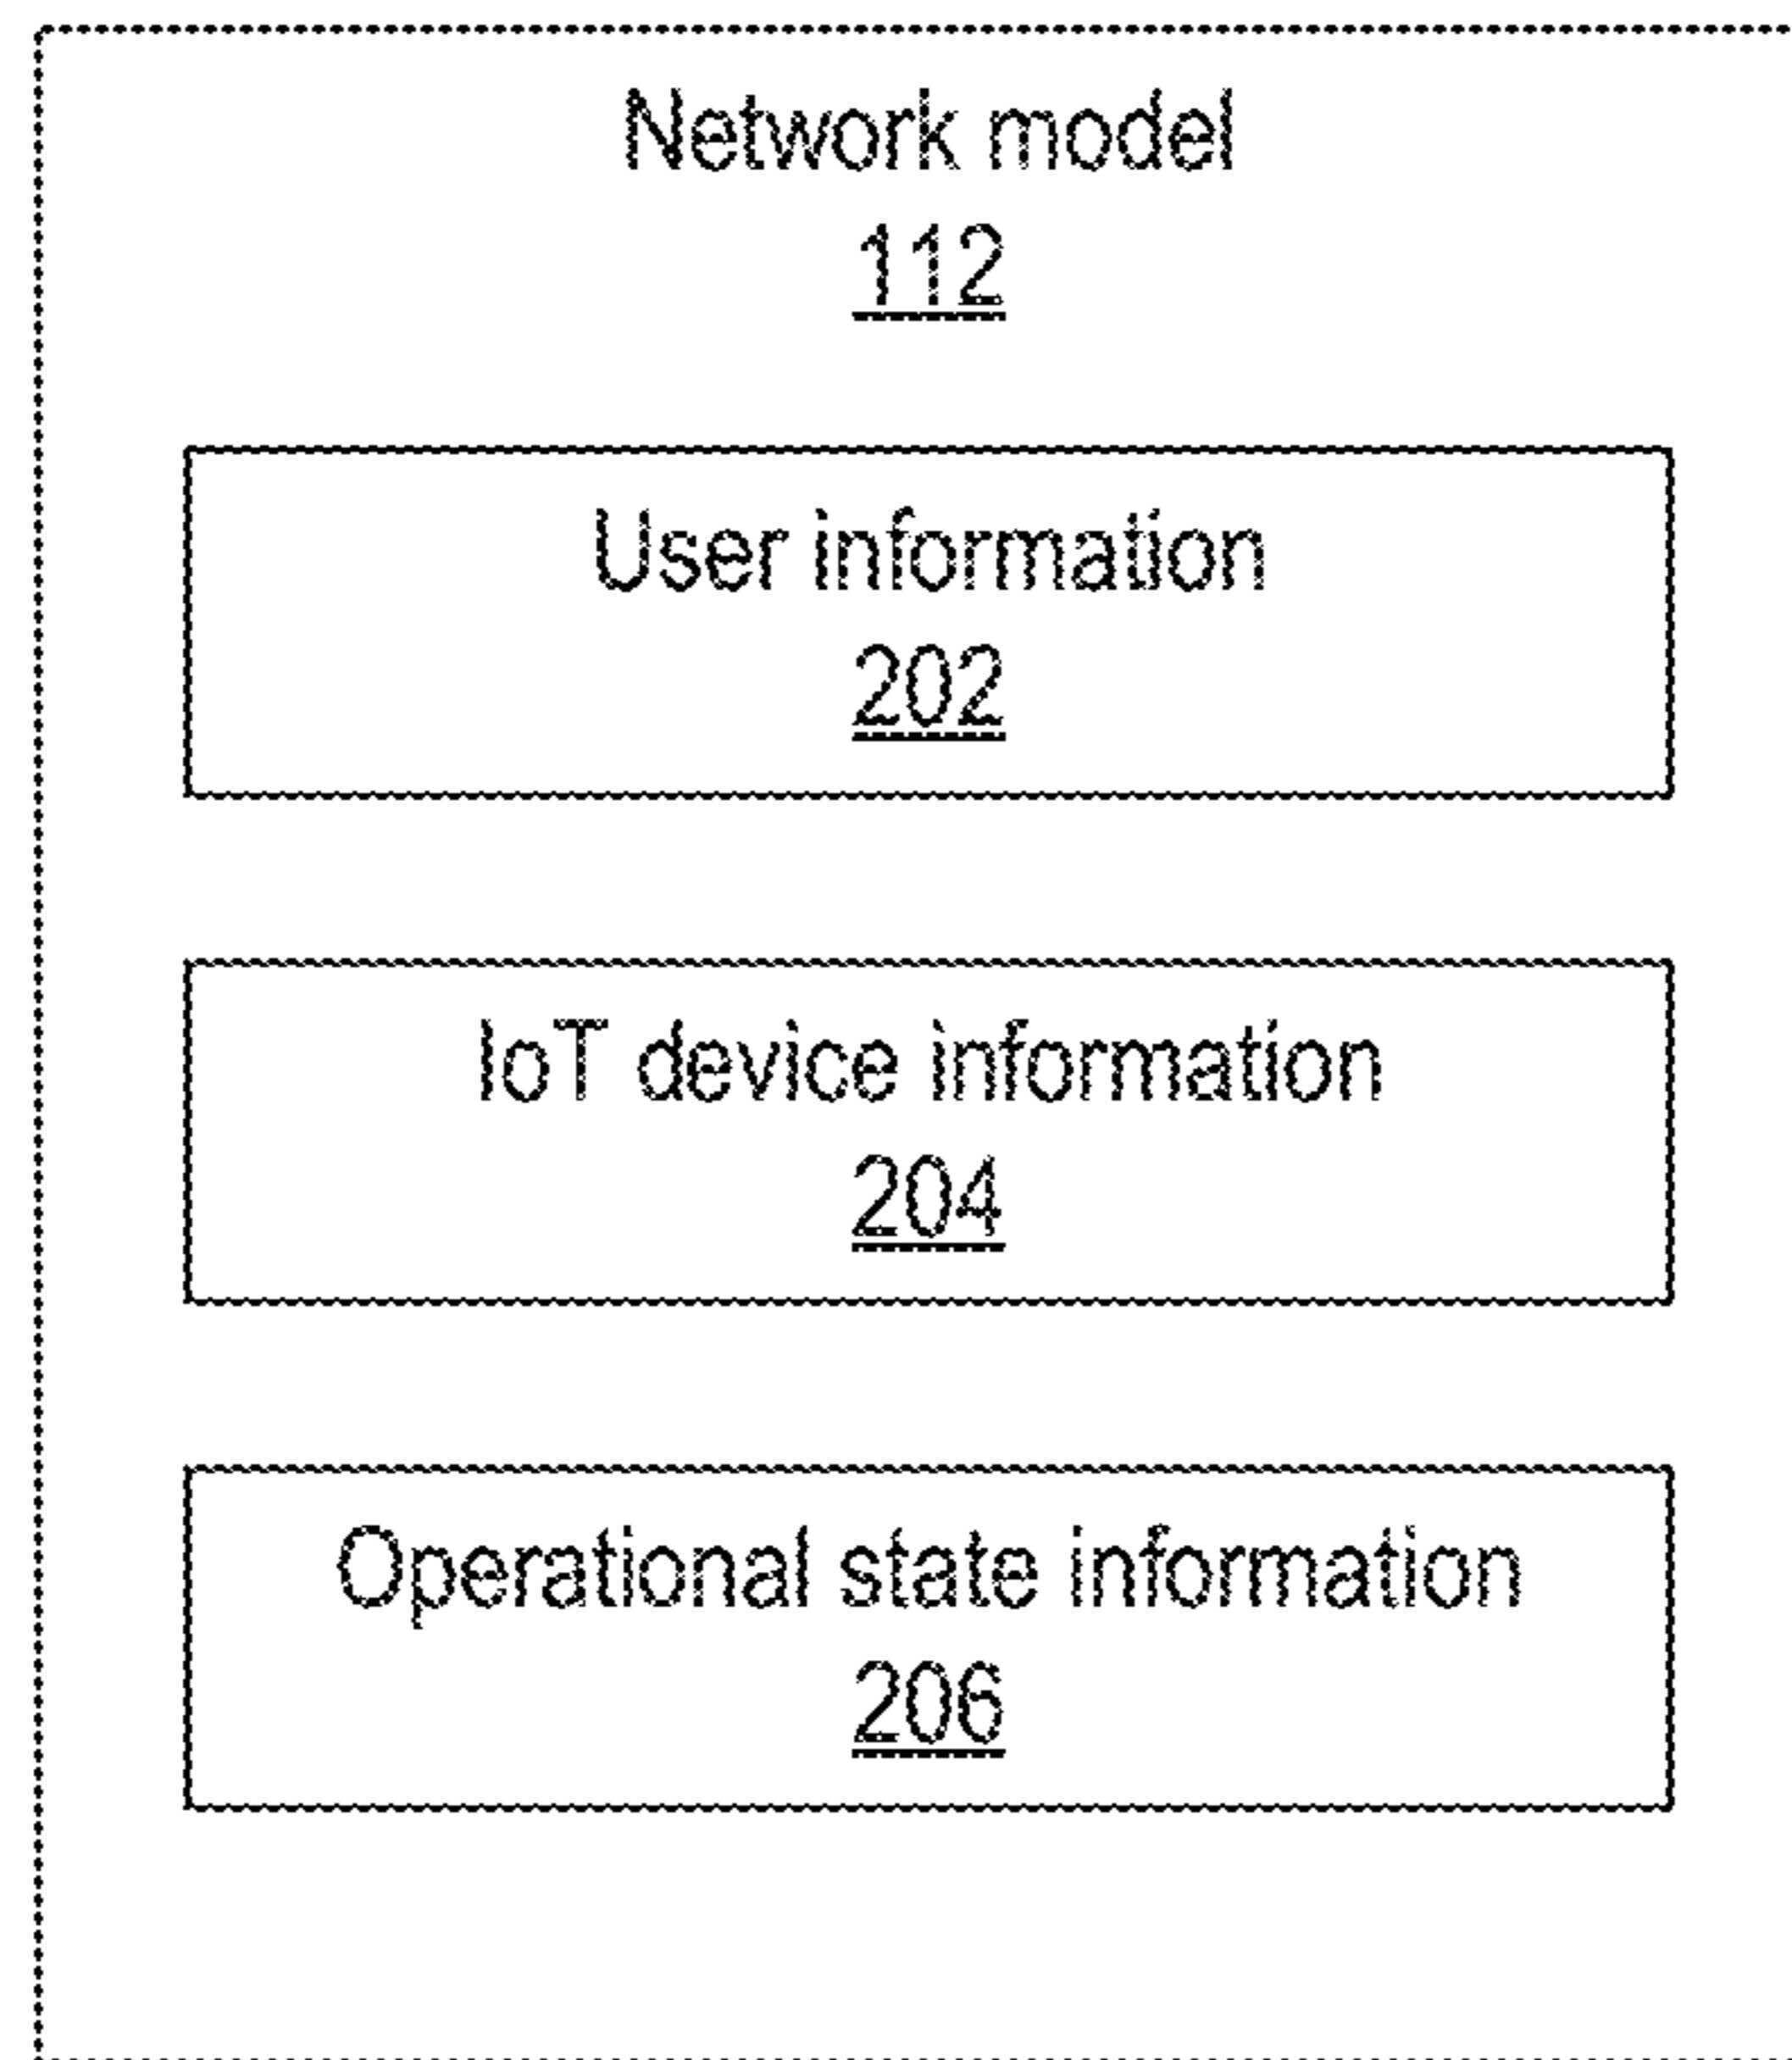 Network model
112
User information
202
IoT device information
204
Operational state information
206